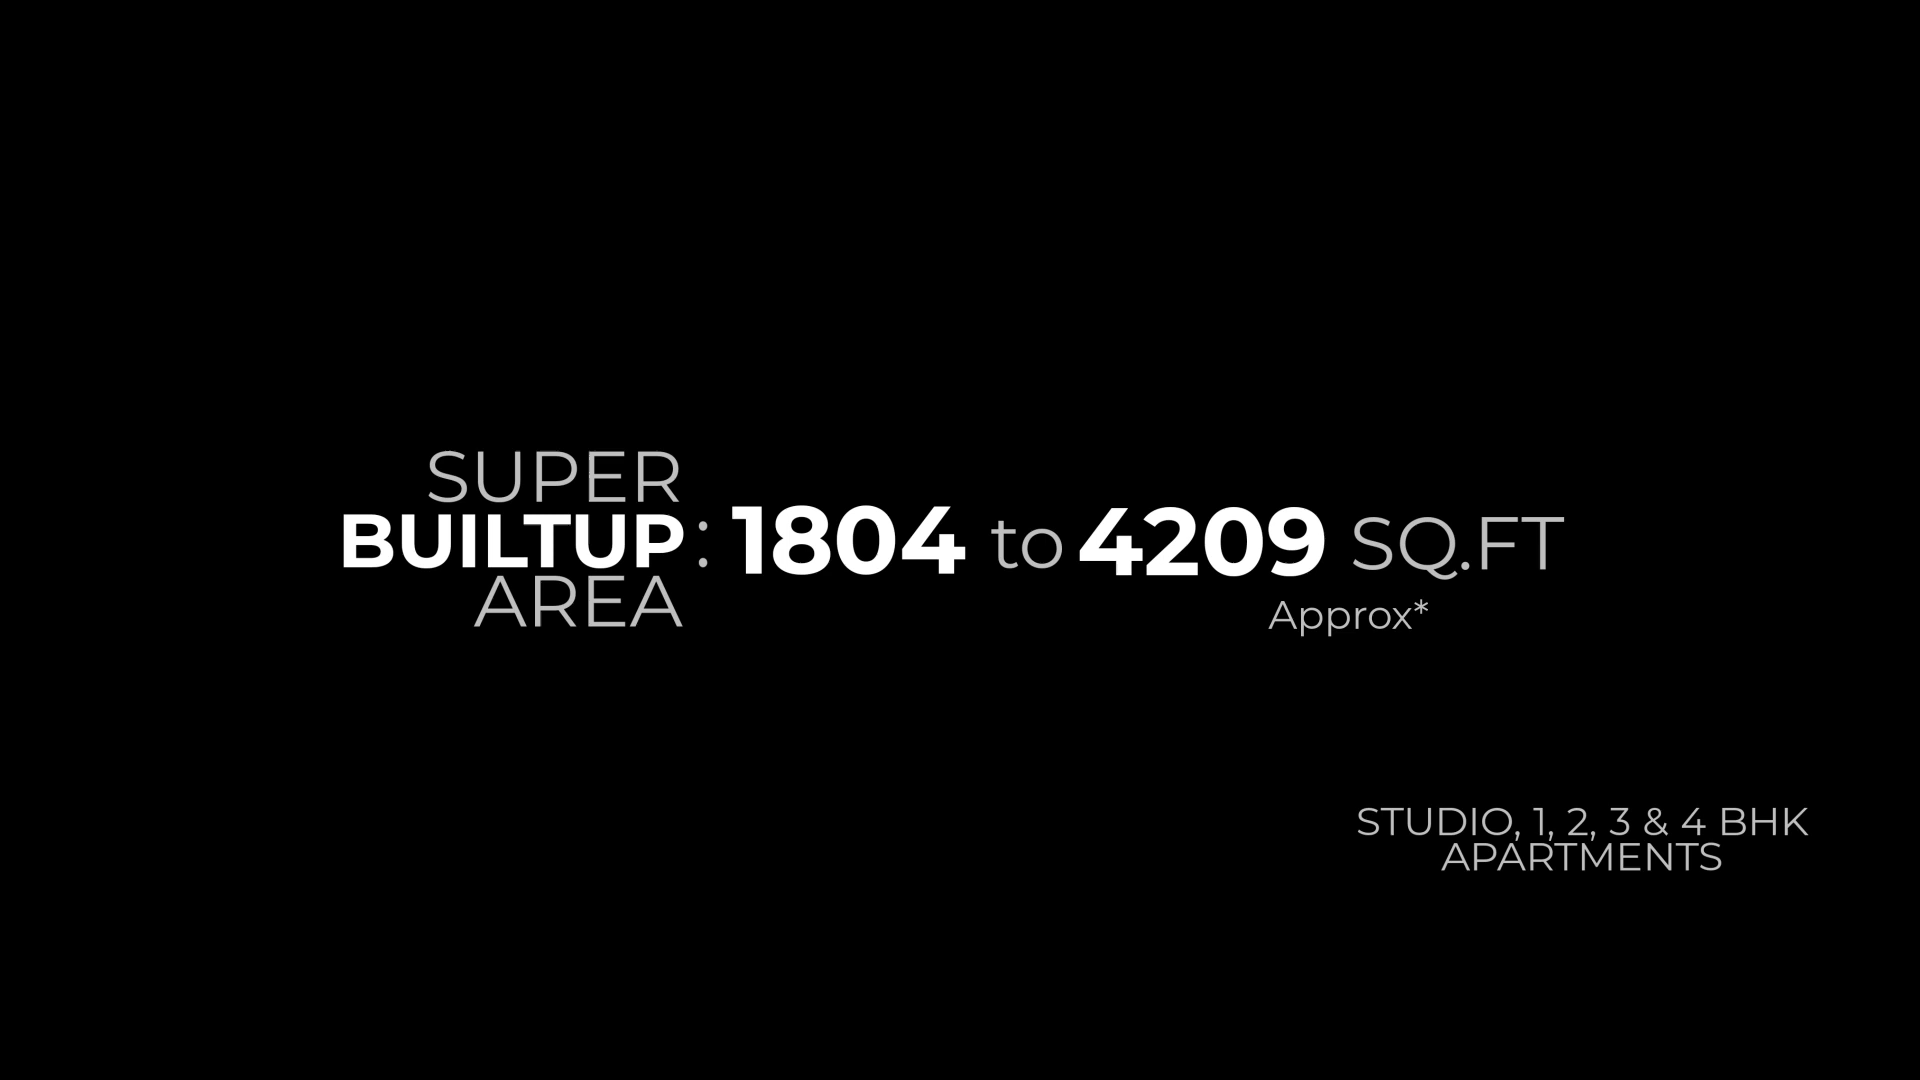 SUPER
BUILTUP : 1804 to 4209 SQ.FT
AREA
Approx*
STUDIO, 1, 2, 3 & 4 BHK
APARTMENTS